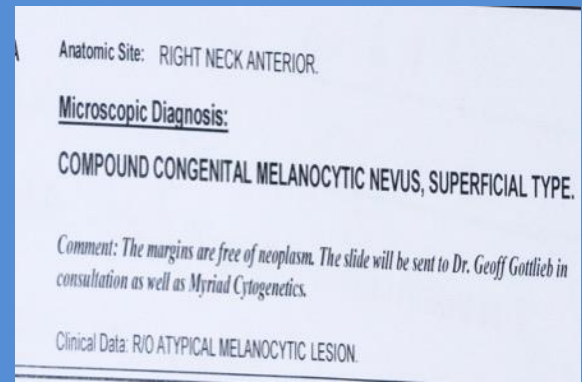 A
Anatomic Site: RIGHT NECK ANTERIOR.
Microscopic Diagnosis:
COMPOUND CONGENITAL MELANOCYTIC NEVUS, SUPERFICIAL TYPE.
Comment: The margins are free of neoplasm. The slide will be sent to Dr. Geoff Gottlieb in
consultation as well as Myriad Cytogenetics.
Clinical Data: R/O ATYPICAL MELANOCYTIC LESION.